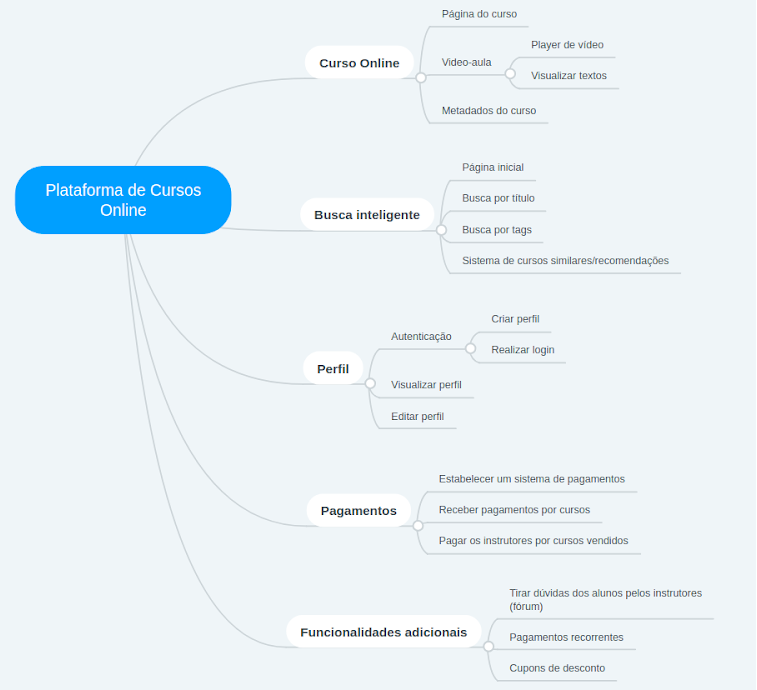 Plataforma de Cursos
Online
Curso Online
Página do curso
Video-aula
Player de vídeo
Visualizar textos
Metadados do curso
Busca inteligente
Página inicial
Busca por título
Busca por tags
Sistema de cursos similares/recomendações
Perfil
Autenticação
Criar perfil
Realizar login
Visualizar perfil
Editar perfil
Pagamentos
Estabelecer um sistema de pagamentos
Receber pagamentos por cursos
Pagar os instrutores por cursos vendidos
Funcionalidades adicionais
Tirar dúvidas dos alunos pelos instrutores
(fórum)
Pagamentos recorrentes
Cupons de desconto